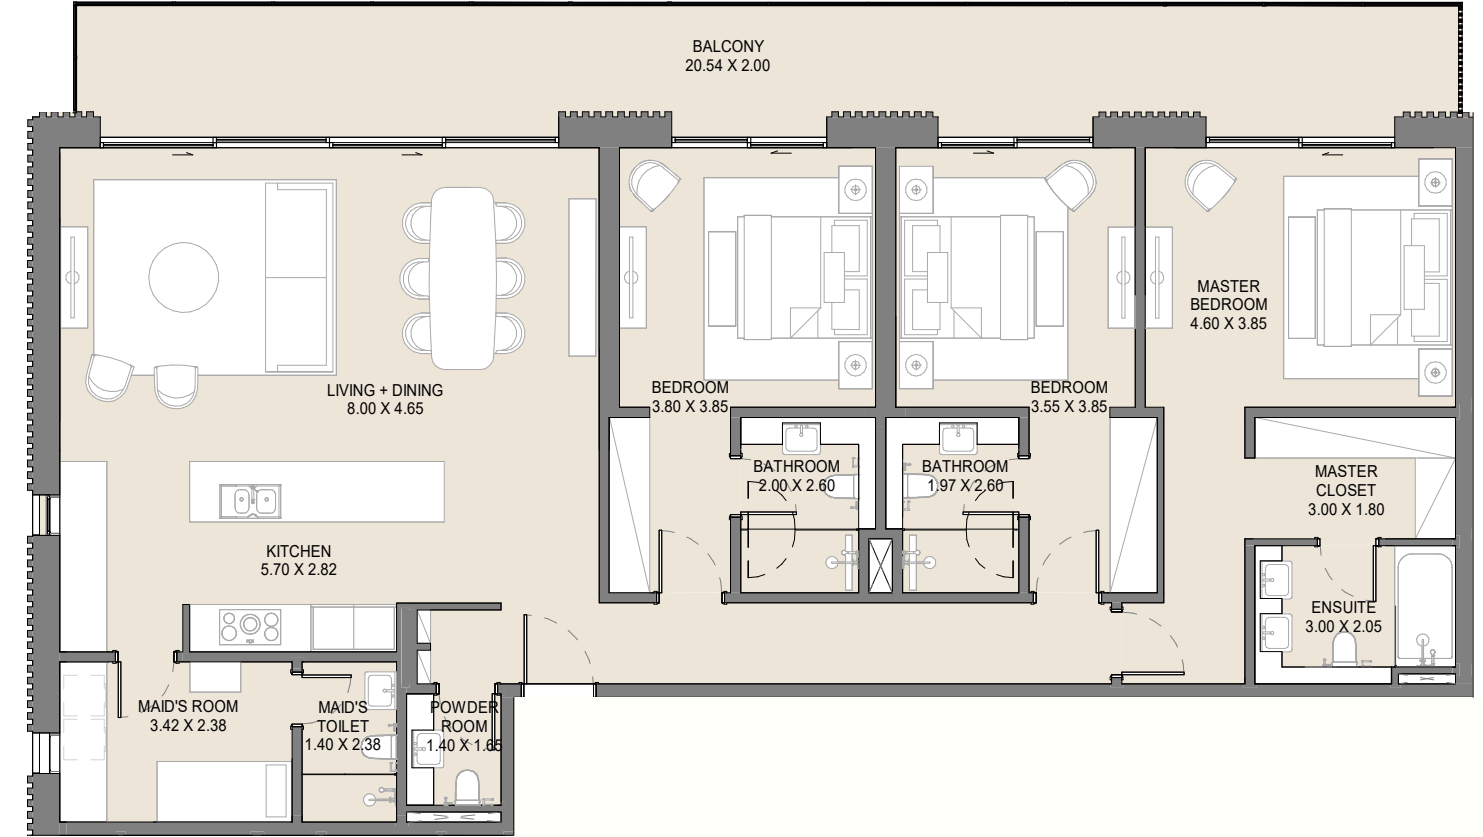 BALCONY
20.54 X 2.00
LIVING + DINING
8.00 X 4.65
BEDROOM
3.80 X 3.85
BEDROOM
3.55 X 3.85
MASTER
BEDROOM
4.60 X 3.85
BATHROOM
2.00 X 2.60
BATHROOM
1.97 X 2.60
MASTER
CLOSET
3.00 X 1.80
KITCHEN
5.70 X 2.82
ENSUITE
3.00 X 2.05
MAID'S ROOM
3.42 X 2.38
MAID'S
TOILET
1.40 X 2.38
POWDER
ROOM
1.40 X 1.65